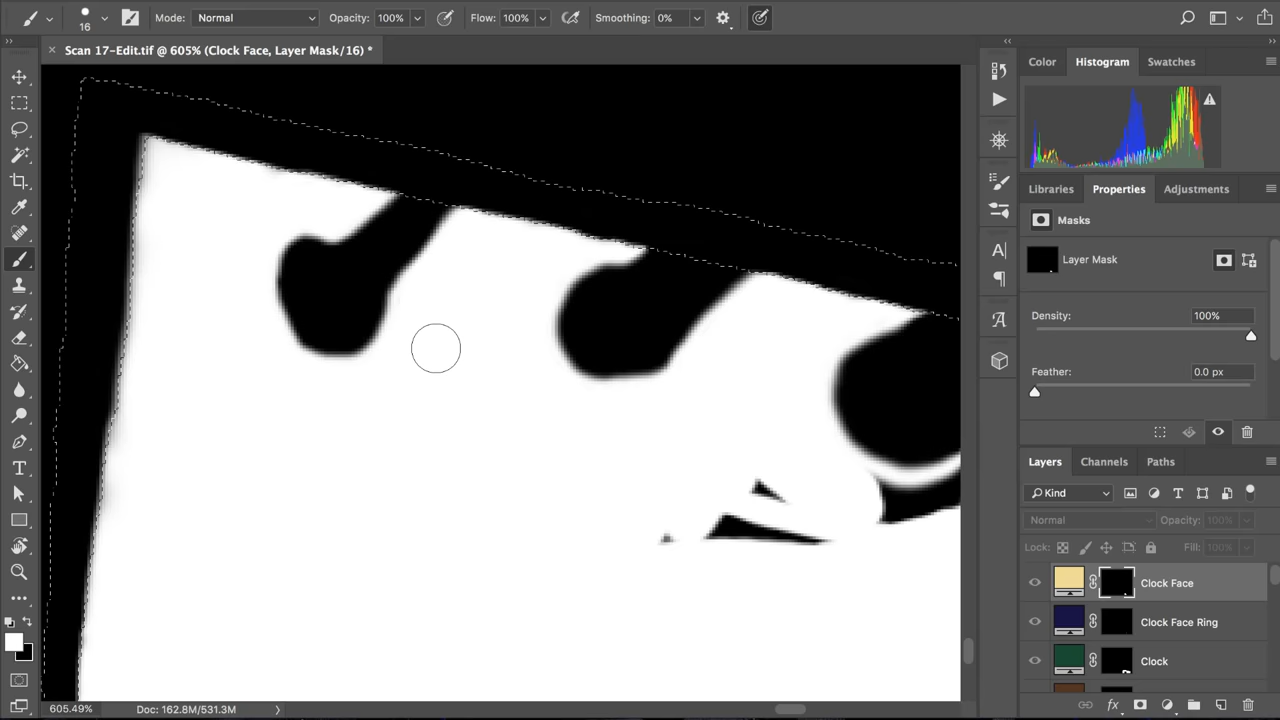 16
Mode: Normal
Opacity: 100%
Flow: 100%
Smoothing: 0%
Scan 17-Edit.tif @ 605% (Clock Face, Layer Mask/16) *
Color
Histogram
Swatches
Libraries
Properties
Adjustments
Masks
Layer Mask
Density: 100%
Feather: 0.0 px
Layers
Channels
Paths
Kind
Normal
Opacity: 100%
Lock:
Fill: 100%
Clock Face
Clock Face Ring
Clock
605.49%
Doc: 162.8M/531.3M